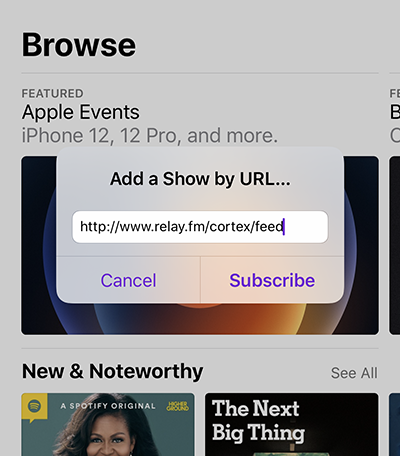 Browse
FEATURED
Apple Events
iPhone 12, 12 Pro, and more.
Add a Show by URL...
http://www.relay.fm/cortex/feed
Cancel
Subscribe
New & Noteworthy
See All
A SPOTIFY ORIGINAL
HIGHER
GROUND
The Next
Big Thing